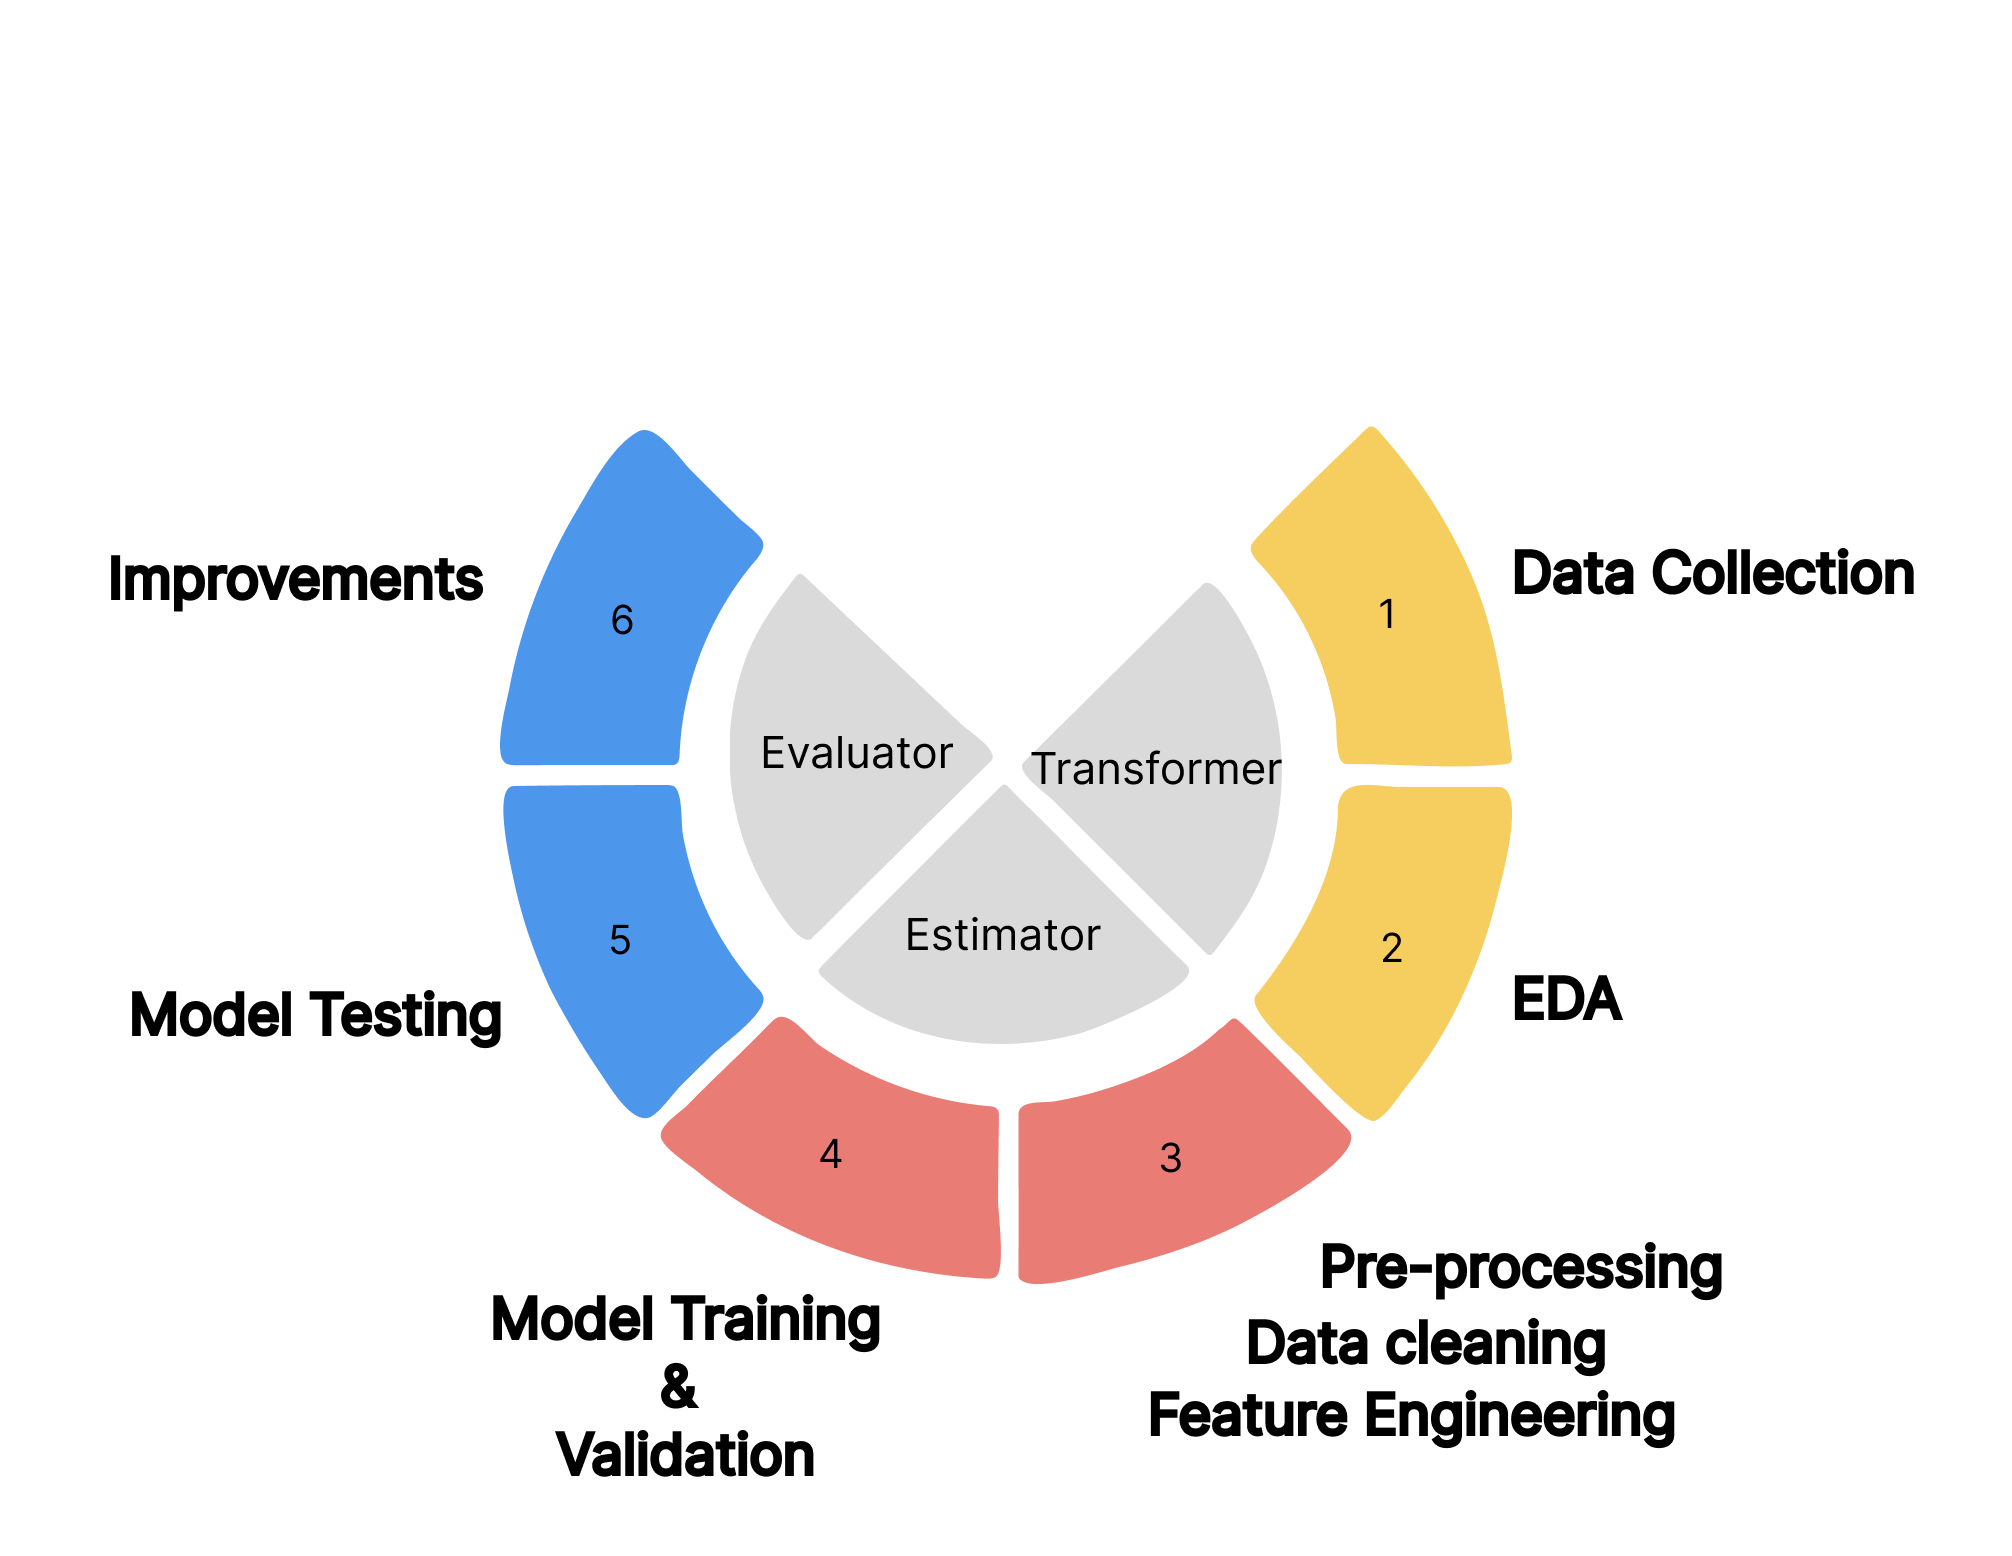 Improvements
6
Data Collection
1
Evaluator
Transformer
Estimator
5
2
Model Testing
EDA
4
3
Model Training
&
Validation
Pre-processing
Data cleaning
Feature Engineering